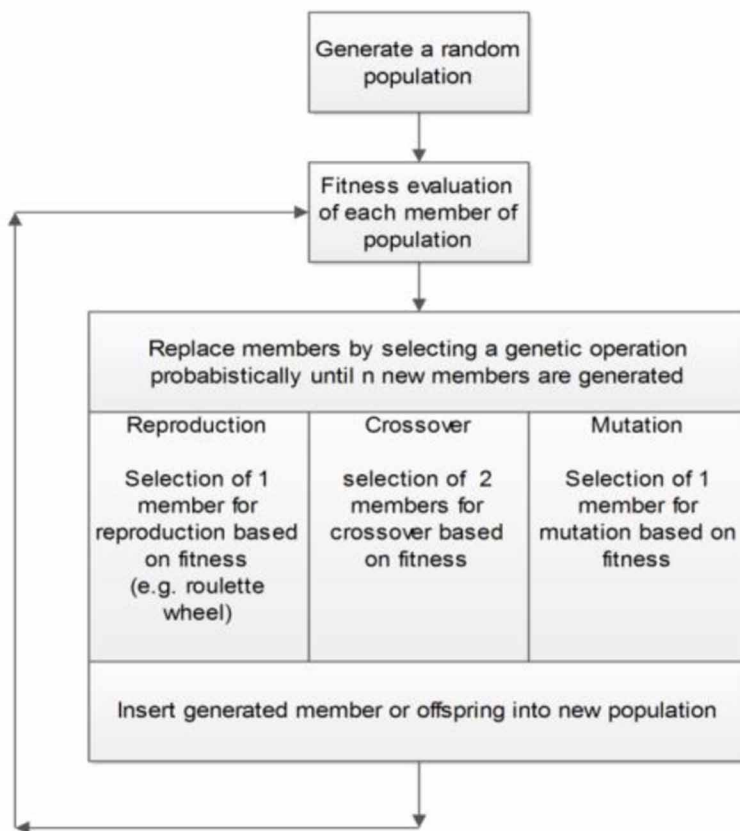 Generate a random
population
Fitness evaluation
of each member of
population
Replace members by selecting a genetic operation
probabistically until n new members are generated
Reproduction
Selection of 1
member for
reproduction based
on fitness
(e.g. roulette
wheel)
Crossover
selection of 2
members for
crossover based
on fitness
Mutation
Selection of 1
member for
mutation based on
fitness
Insert generated member or offspring into new population